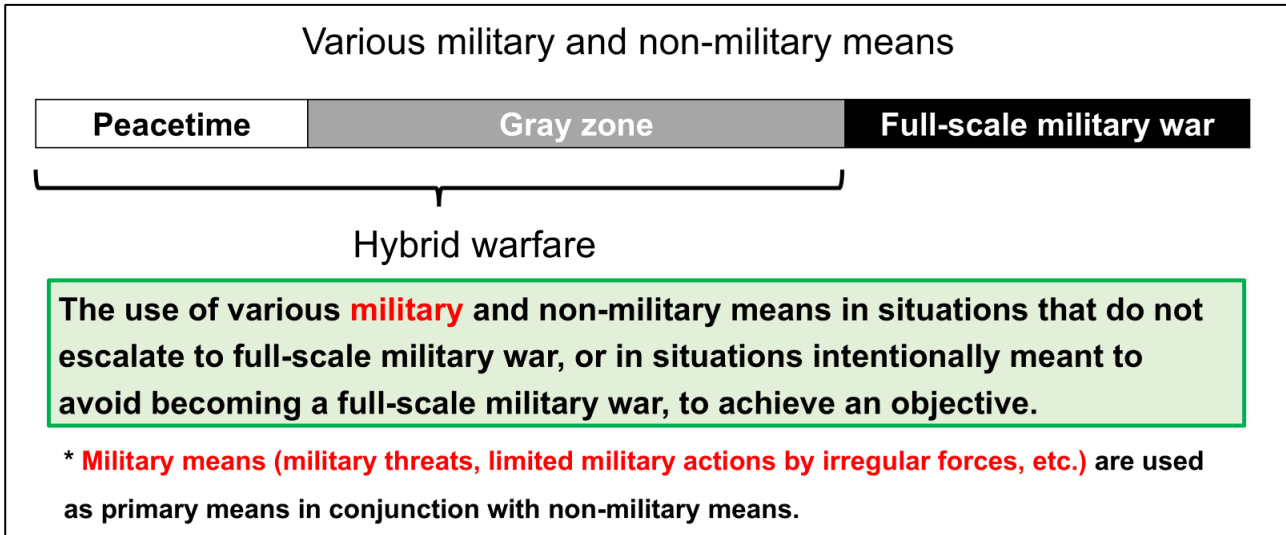 Various military and non-military means
Peacetime
Gray zone
Full-scale military war
Hybrid warfare
The use of various military and non-military means in situations that do not
escalate to full-scale military war, or in situations intentionally meant to
avoid becoming a full-scale military war, to achieve an objective.
* Military means (military threats, limited military actions by irregular forces, etc.) are used
as primary means in conjunction with non-military means.